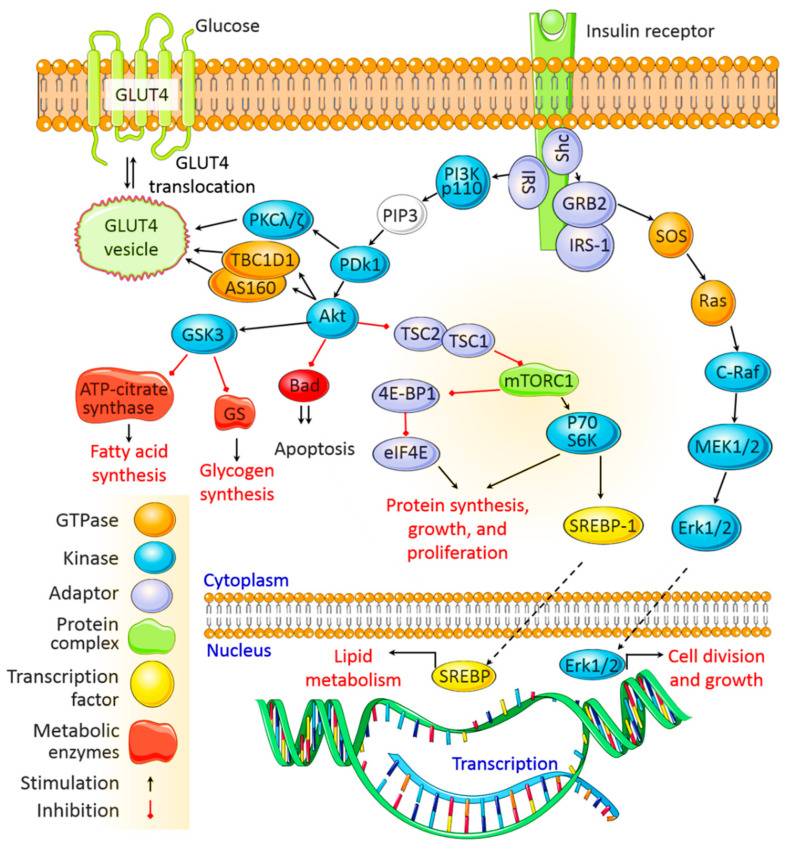 Glucose
Insulin receptor
GLUT4
GLUT4
translocation
Shc
IRS
PI3K
p110
PIP3
GRB2
IRS-1
SOS
GLUT4
vesicle
PKCλ/ζ
TBC1D1
AS160
PDk1
Ras
Akt
GSK3
TSC2
TSC1
C-Raf
ATP-citrate
synthase
GS
Bad
4E-BP1
mTORC1
P70
S6K
MEK1/2
Fatty acid
synthesis
Glycogen
synthesis
Apoptosis
eIF4E
Protein synthesis,
growth, and
proliferation
SREBP-1
Erk1/2
GTPase
Kinase
Adaptor
Protein
complex
Transcription
factor
Metabolic
enzymes
Stimulation
Inhibition
Cytoplasm
Nucleus
Lipid
metabolism
SREBP
Erk1/2
Cell division
and growth
Transcription